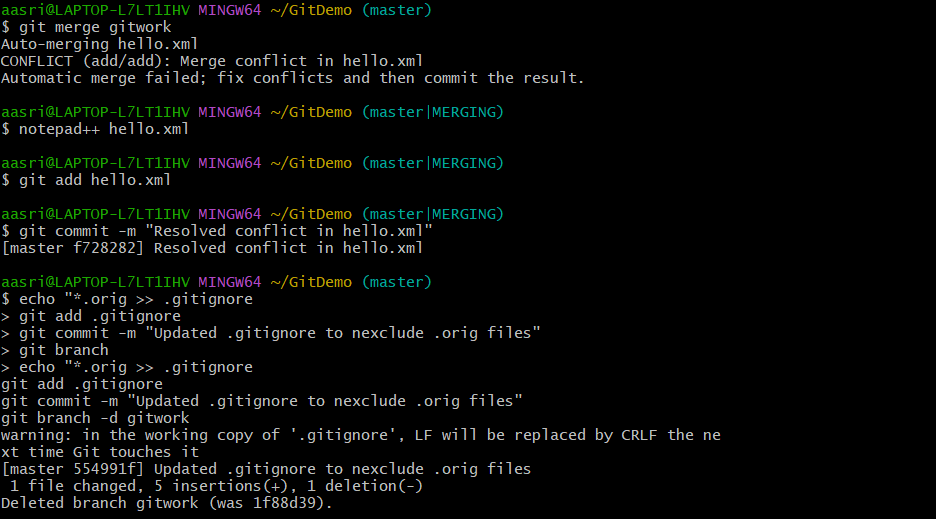 aasri@LAPTOP-L7LT1IHV MINGW64 ~/GitDemo (master)
$ git merge gitwork
Auto-merging hello.xml
CONFLICT (add/add): Merge conflict in hello.xml
Automatic merge failed; fix conflicts and then commit the result.
aasri@LAPTOP-L7LT1IHV MINGW64 ~/GitDemo (master|MERGING)
$ notepad++ hello.xml
aasri@LAPTOP-L7LT1IHV MINGW64 ~/GitDemo (master|MERGING)
$ git add hello.xml
aasri@LAPTOP-L7LT1IHV MINGW64 ~/GitDemo (master|MERGING)
$ git commit -m "Resolved conflict in hello.xml"
[master f728282] Resolved conflict in hello.xml
aasri@LAPTOP-L7LT1IHV MINGW64 ~/GitDemo (master)
$ echo "*.orig >> .gitignore
> git add .gitignore
> git commit -m "Updated .gitignore to nexclude .orig files"
> git branch
> echo "*.orig >> .gitignore
git add .gitignore
git commit -m "Updated .gitignore to nexclude .orig files"
git branch -d gitwork
warning: in the working copy of '.gitignore', LF will be replaced by CRLF the ne
xt time Git touches it
[master 554991f] Updated .gitignore to nexclude .orig files
1 file changed, 5 insertions(+), 1 deletion(-)
Deleted branch gitwork (was 1f88d39).